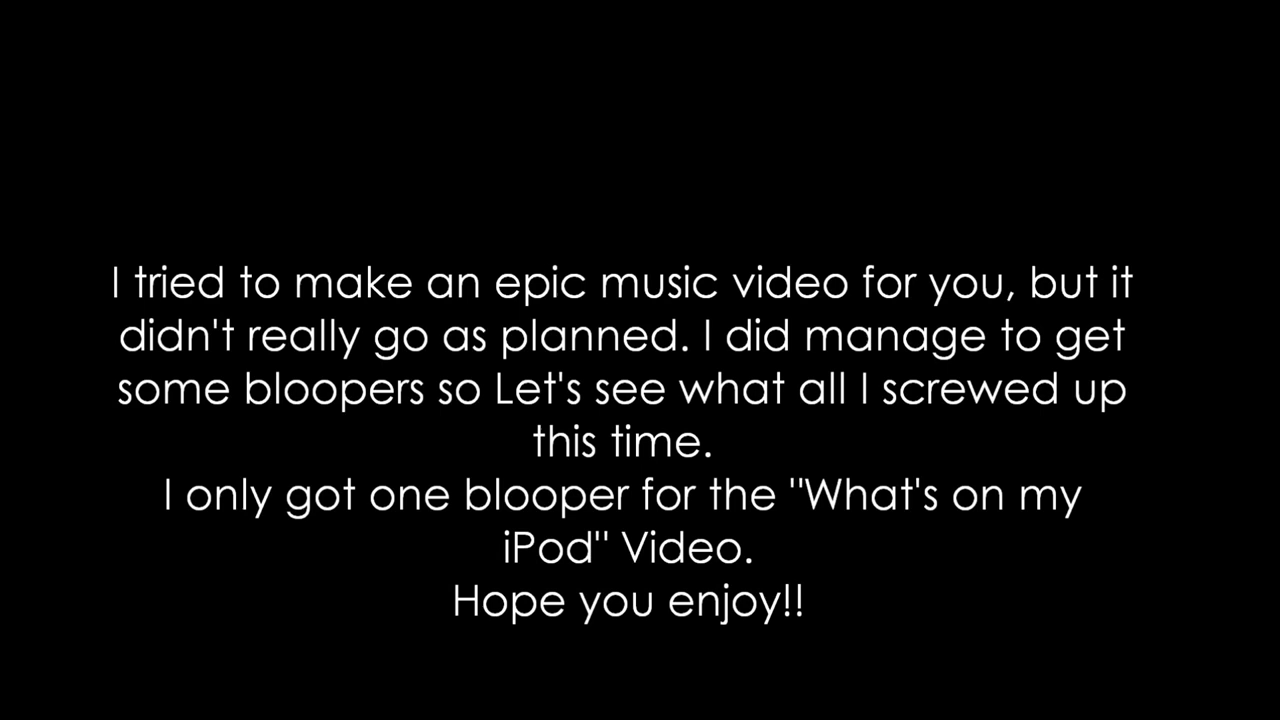 I tried to make an epic music video for you, but it
didn't really go as planned. I did manage to get
some bloopers so Let's see what all I screwed up
this time.
I only got one blooper for the "What's on my
iPod" Video.
Hope you enjoy!!